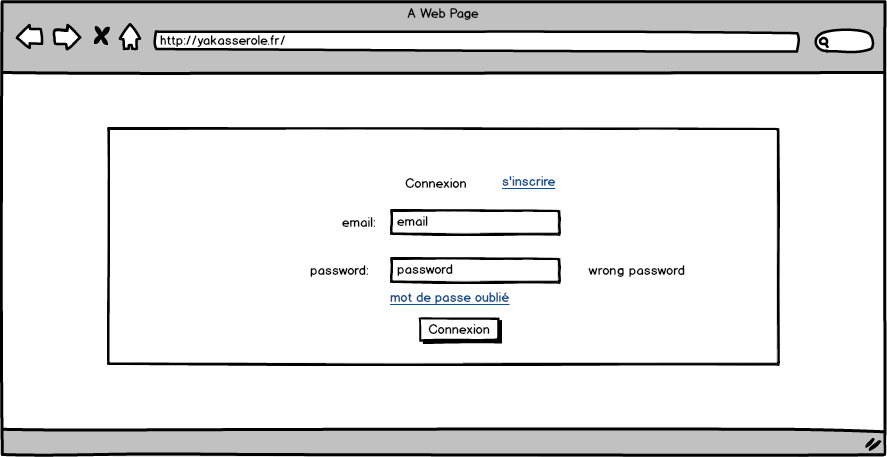 A Web Page
http://yakasserole.fr/
Connexion s'inscrire
email: email
password: password wrong password
mot de passe oublié
Connexion